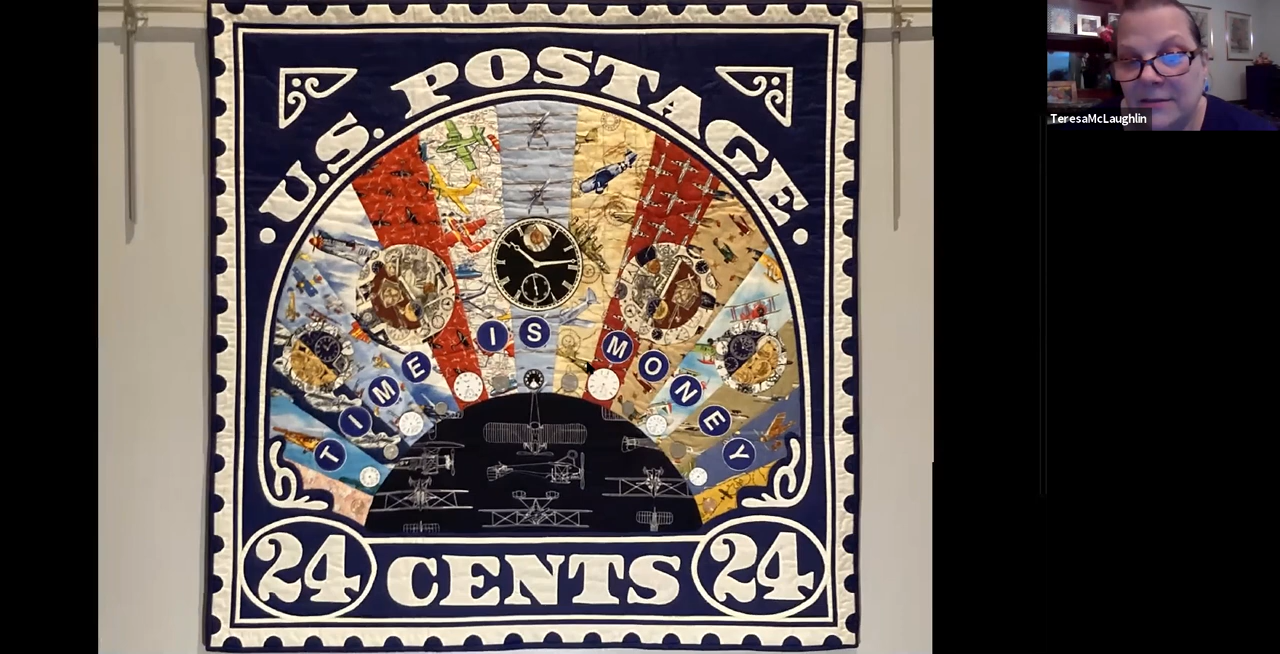 U.S. POSTAGE
TIME IS MONEY
24 CENTS 24
TeresaMcLaughlin